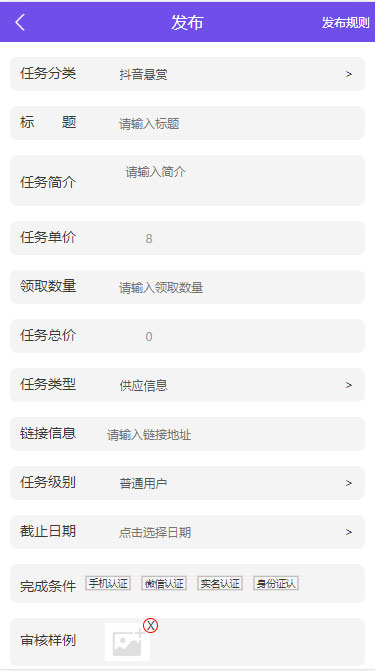 发布 发布规则
任务分类 抖音悬赏 >
标 题 请输入标题
任务简介 请输入简介
任务单价 8
领取数量 请输入领取数量
任务总价 0
任务类型 供应信息 >
链接信息 请输入链接地址
任务级别 普通用户 >
截止日期 点击选择日期 >
完成条件 手机认证 微信认证 实名认证 身份证认
审核样例 X